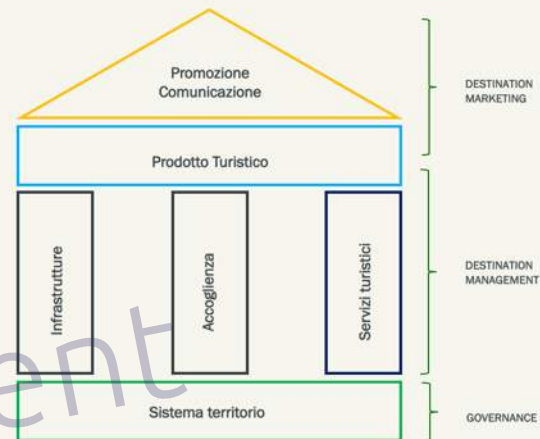 Promozione
Comunicazione
DESTINATION
MARKETING
Prodotto Turistico
Infrastrutture
Accoglienza
Servizi turistici
DESTINATION
MANAGEMENT
Sistema territorio
GOVERNANCE